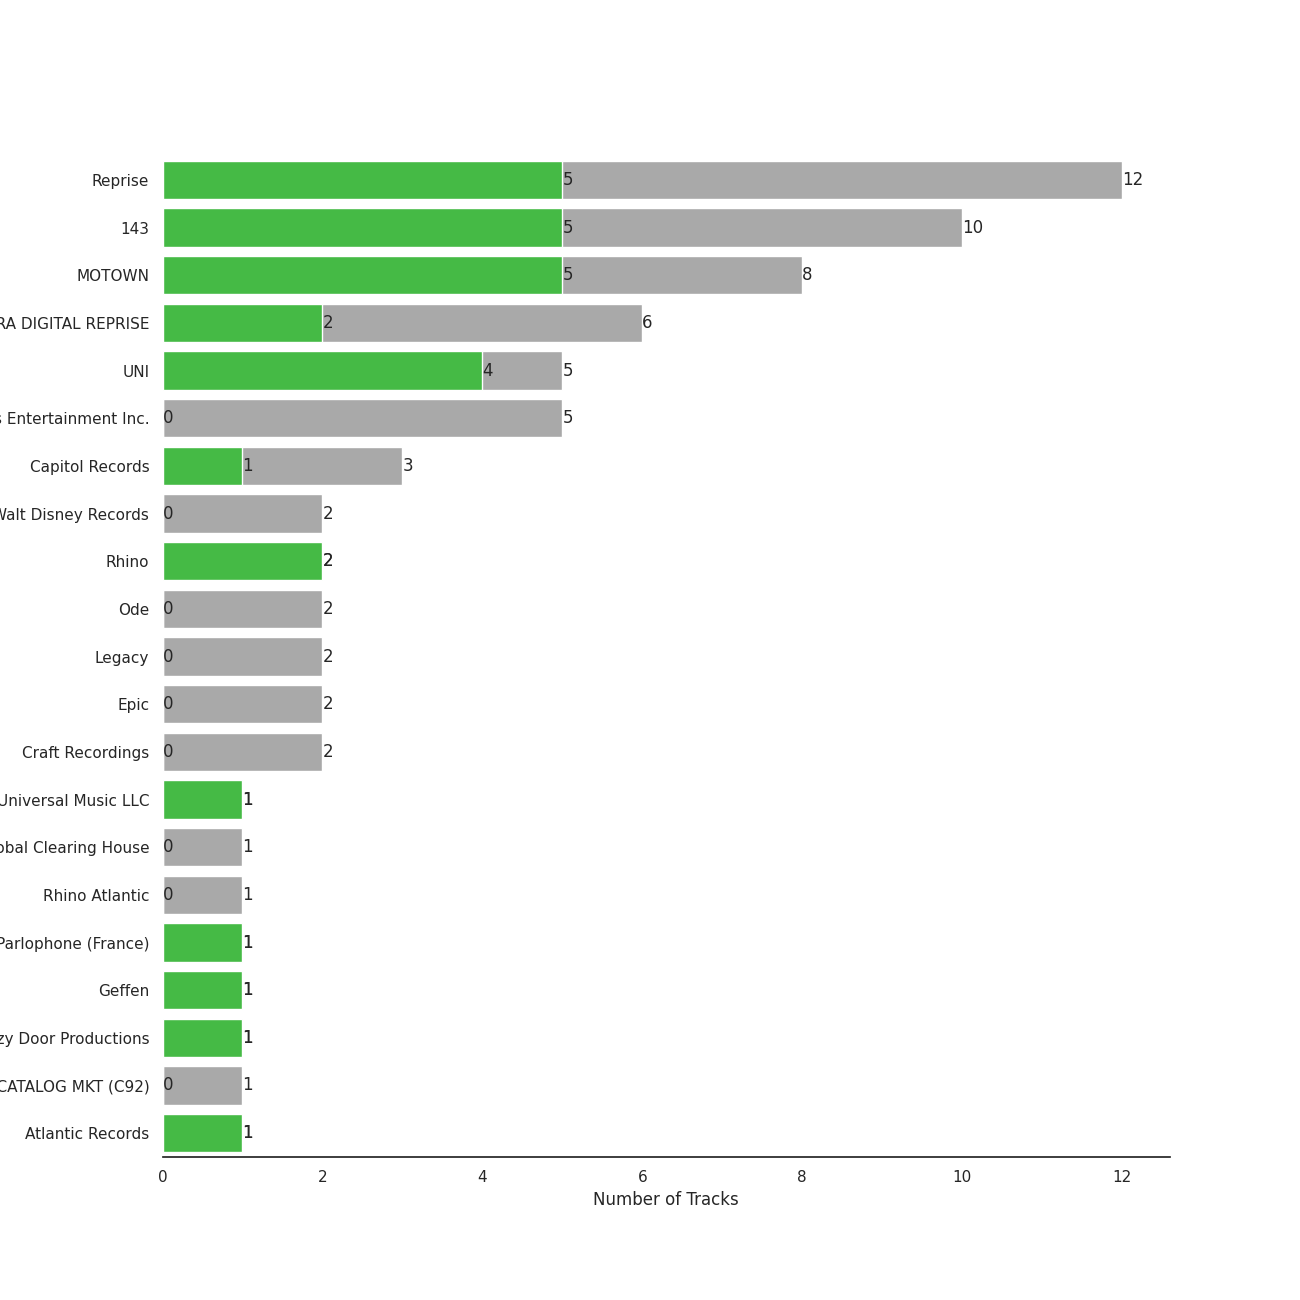 Reprise 5 12
143 5 10
MOTOWN 5 8
RA DIGITAL REPRISE 2 6
UNI 4 5
s Entertainment Inc. 0 5
Capitol Records 1 3
Walt Disney Records 0 2
Rhino 2
Ode 0 2
Legacy 0 2
Epic 0 2
Craft Recordings 0 2
Universal Music LLC 1
obal Clearing House 0 1
Rhino Atlantic 0 1
Parlophone (France) 1
Geffen 1
zy Door Productions 1
CATALOG MKT (C92) 0 1
Atlantic Records 1
0 2 4 6 8 10 12
Number of Tracks